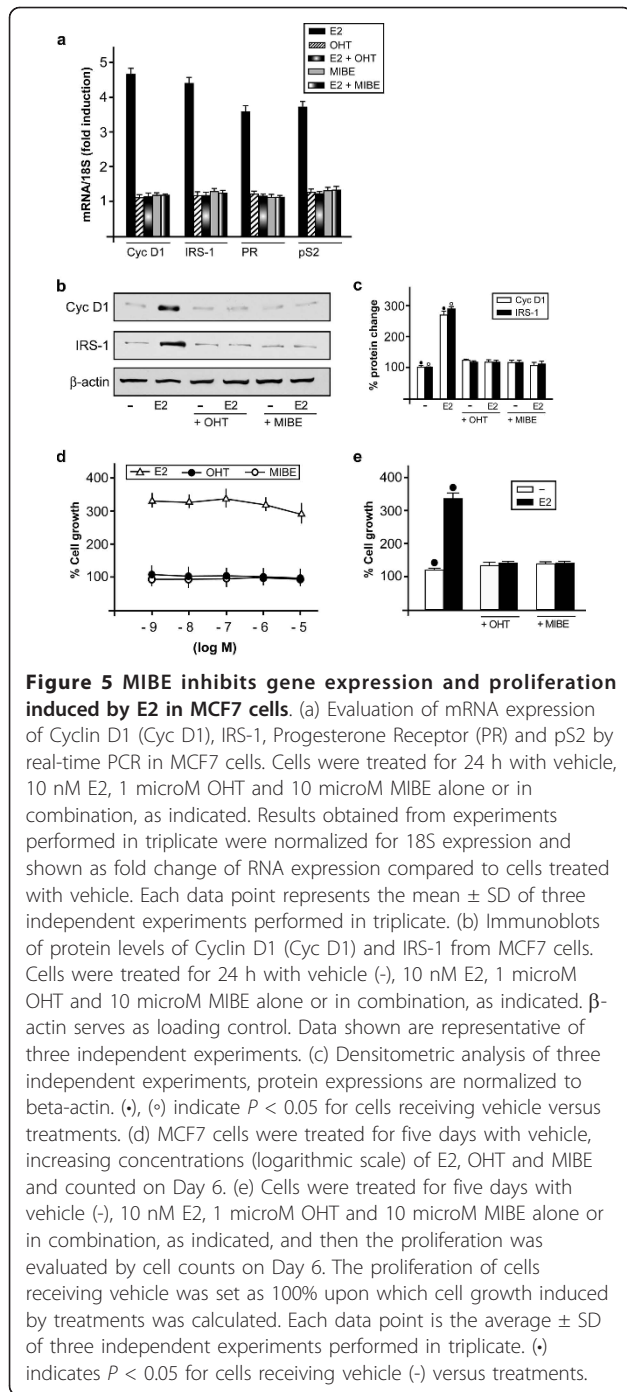 a
E2
OHT
E2 + OHT
MIBE
E2 + MIBE
mRNA/18S (fold induction)
5
4
3
2
1
Cyc D1 IRS-1 PR pS2
b
Cyc D1
IRS-1
β-actin
– E2 – E2 – E2
+ OHT + MIBE
c
Cyc D1
IRS-1
% protein change
300
200
100
– E2 – E2 – E2
+ OHT + MIBE
d
E2 OHT MIBE
% Cell growth
400
300
200
100
- 9 - 8 - 7 - 6 - 5
(log M)
e
–
E2
% Cell growth
400
300
200
100
+ OHT + MIBE
Figure 5 MIBE inhibits gene expression and proliferation
induced by E2 in MCF7 cells. (a) Evaluation of mRNA expression
of Cyclin D1 (Cyc D1), IRS-1, Progesterone Receptor (PR) and pS2 by
real-time PCR in MCF7 cells. Cells were treated for 24 h with vehicle,
10 nM E2, 1 microM OHT and 10 microM MIBE alone or in
combination, as indicated. Results obtained from experiments
performed in triplicate were normalized for 18S expression and
shown as fold change of RNA expression compared to cells treated
with vehicle. Each data point represents the mean ± SD of three
independent experiments performed in triplicate. (b) Immunoblots
of protein levels of Cyclin D1 (Cyc D1) and IRS-1 from MCF7 cells.
Cells were treated for 24 h with vehicle (-), 10 nM E2, 1 microM
OHT and 10 microM MIBE alone or in combination, as indicated. β-
actin serves as loading control. Data shown are representative of
three independent experiments. (c) Densitometric analysis of three
independent experiments, protein expressions are normalized to
beta-actin. (•), (◦) indicate P < 0.05 for cells receiving vehicle versus
treatments. (d) MCF7 cells were treated for five days with vehicle,
increasing concentrations (logarithmic scale) of E2, OHT and MIBE
and counted on Day 6. (e) Cells were treated for five days with
vehicle (-), 10 nM E2, 1 microM OHT and 10 microM MIBE alone or
in combination, as indicated, and then the proliferation was
evaluated by cell counts on Day 6. The proliferation of cells
receiving vehicle was set as 100% upon which cell growth induced
by treatments was calculated. Each data point is the average ± SD
of three independent experiments performed in triplicate. (•)
indicates P < 0.05 for cells receiving vehicle (-) versus treatments.